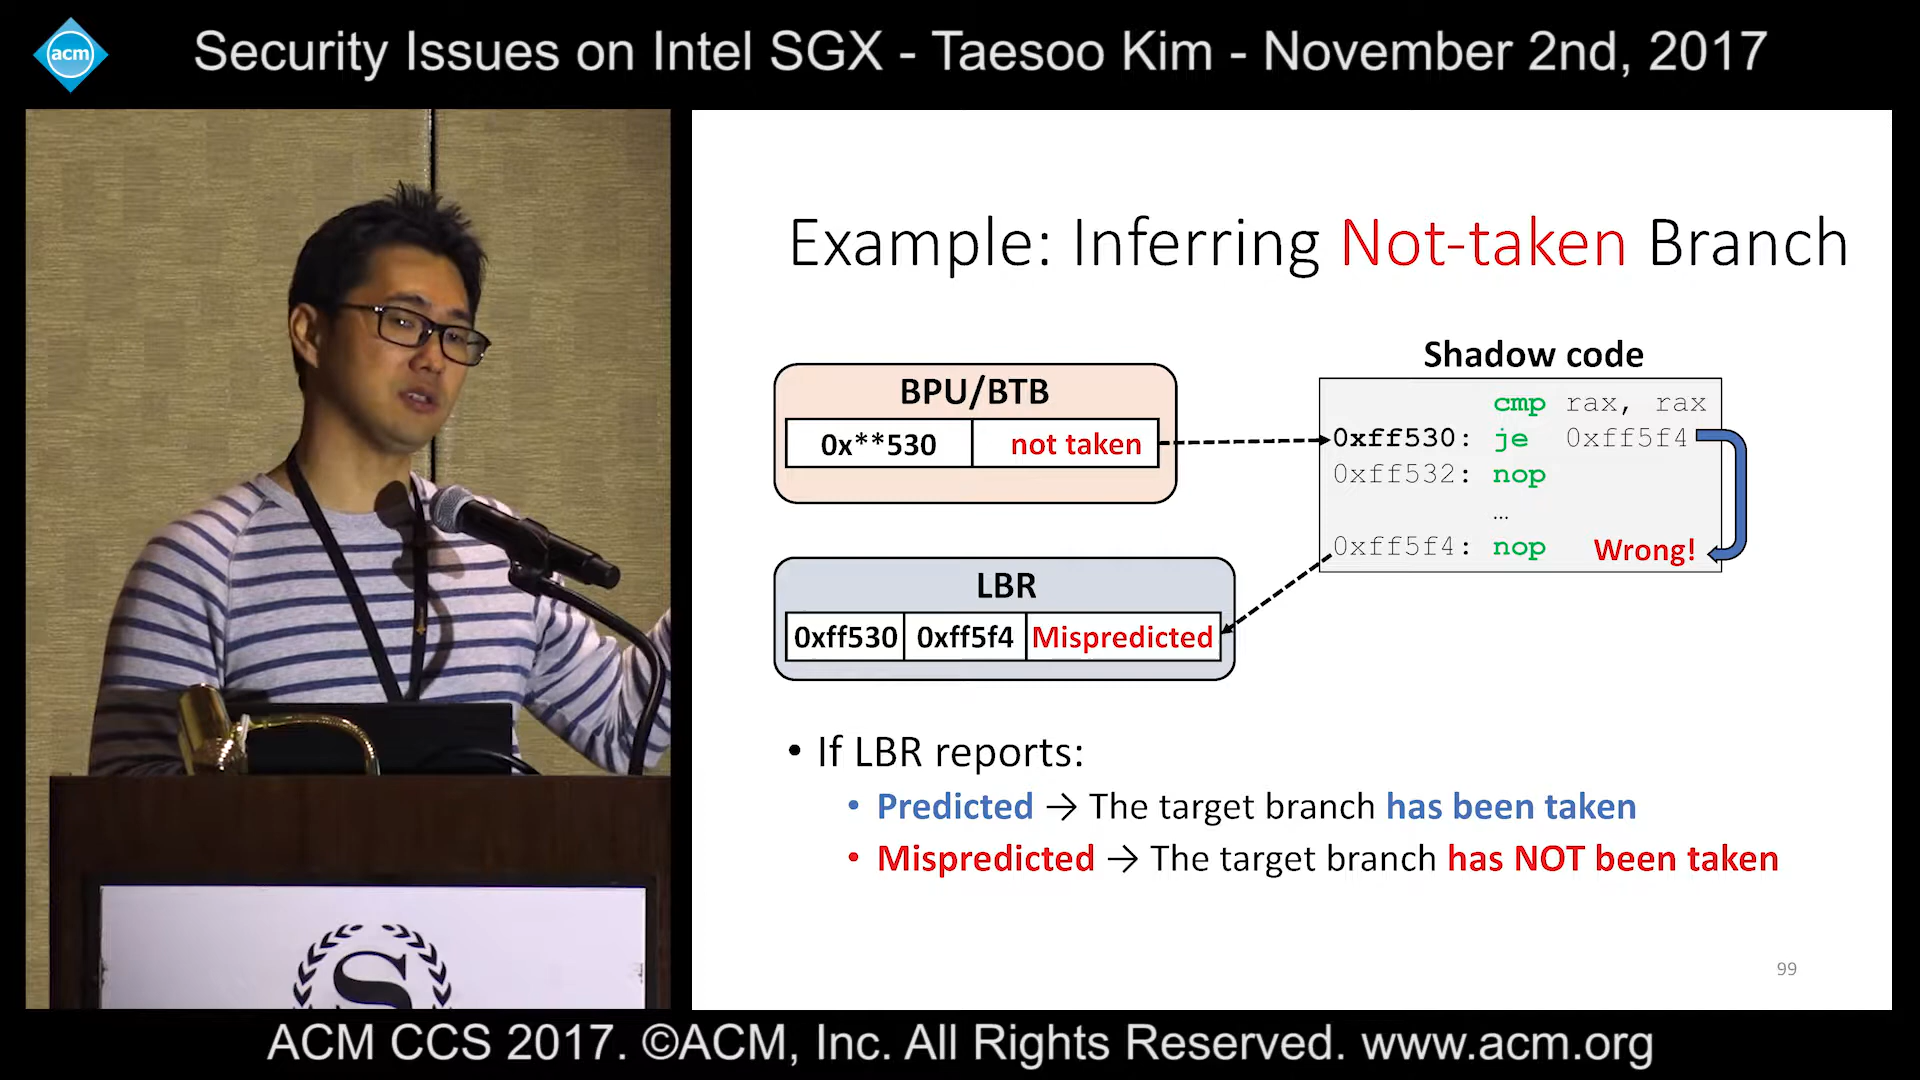 acm
Security Issues on Intel SGX - Taesoo Kim - November 2nd, 2017
Example: Inferring Not-taken Branch
BPU/BTB
0x**530 not taken
Shadow code
cmp rax, rax
0xff530: je 0xff5f4
0xff532: nop
...
0xff5f4: nop Wrong!
LBR
0xff530 0xff5f4 Mispredicted
• If LBR reports:
• Predicted → The target branch has been taken
• Mispredicted → The target branch has NOT been taken
99
S
ACM CCS 2017. ©ACM, Inc. All Rights Reserved. www.acm.org